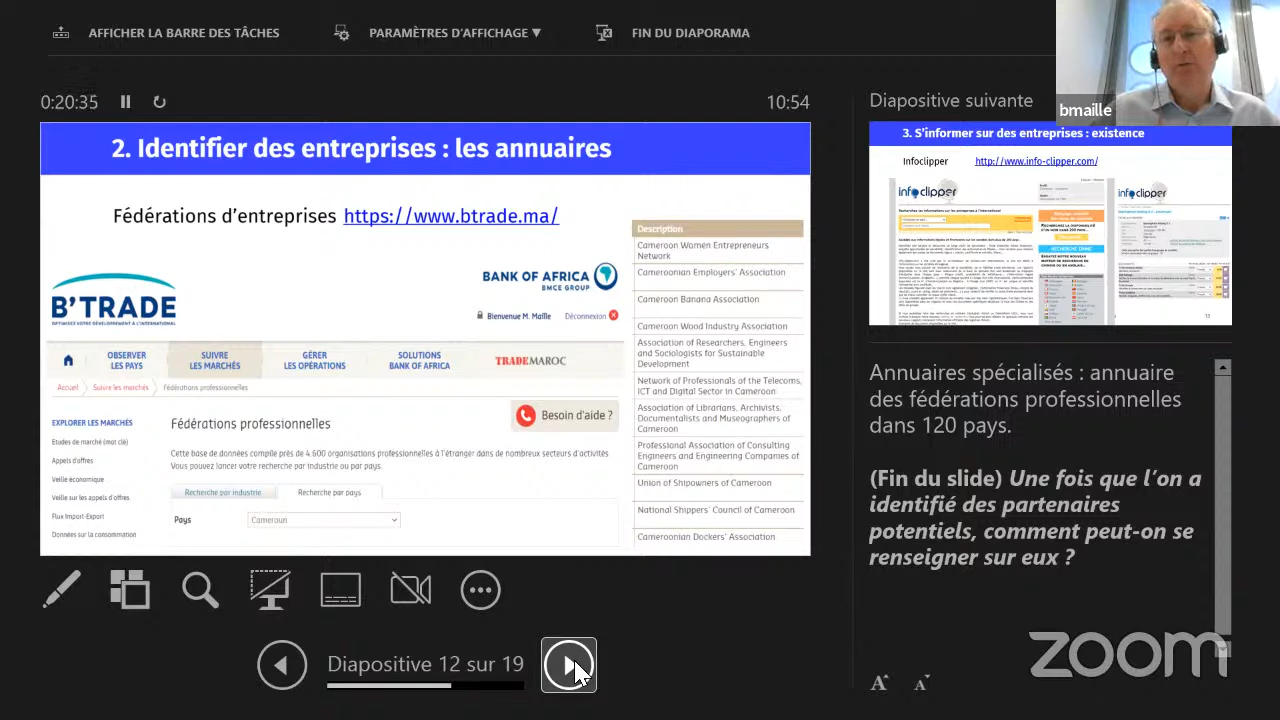 AFFICHER LA BARRE DES TÂCHES
PARAMÈTRES D'AFFICHAGE ▼
FIN DU DIAPORAMA
bmaille
0:20:35
10:54
Diapositive suivante
2. Identifier des entreprises : les annuaires
Fédérations d'entreprises https://www.btrade.ma/
B'TRADE
OPTIMISEZ VOTRE DÉVELOPPEMENT À L'INTERNATIONAL
BANK OF AFRICA
BMCE GROUP
Bienvenue M. Maille
Déconnexion
OBSERVER
LES PAYS
SUIVRE
LES MARCHÉS
GÉRER
LES OPÉRATIONS
SOLUTIONS
BANK OF AFRICA
TRADEMAROC
Accueil
Suivre les marchés
Fédérations professionnelles
Besoin d'aide ?
EXPLORER LES MARCHÉS
Etudes de marché (mot clé)
Appels d'offres
Veille économique
Veille sur les appels d'offres
Flux Import-Export
Données sur la consommation
Fédérations professionnelles
Cette base de données compile près de 4.600 organisations professionnelles à l'étranger dans de nombreux secteurs d'activités
Vous pouvez lancer votre recherche par industrie ou par pays.
Recherche par industrie
Recherche par pays
Pays
Cameroun
Description
Cameroon Women Entrepreneurs
Network
Cameroonian Employers' Association
Cameroon Banana Association
Cameroon Wood Industry Association
Association of Researchers, Engineers
and Sociologists for Sustainable
Development
Network of Professionals of the Telecoms,
ICT and Digital Sector in Cameroon
Association of Librarians, Archivists,
Documentalists and Museographers of
Cameroon
Professional Association of Consulting
Engineers and Engineering Companies of
Cameroon
Union of Shipowners of Cameroon
National Shippers' Council of Cameroon
Cameroonian Dockers' Association
3. S'informer sur des entreprises : existence
Infoclipper http://www.info-clipper.com/
infoclipper
infoclipper
13
Annuaires spécialisés : annuaire
des fédérations professionnelles
dans 120 pays.
(Fin du slide) Une fois que l'on a
identifié des partenaires
potentiels, comment peut-on se
renseigner sur eux ?
Diapositive 12 sur 19
A A
zoom